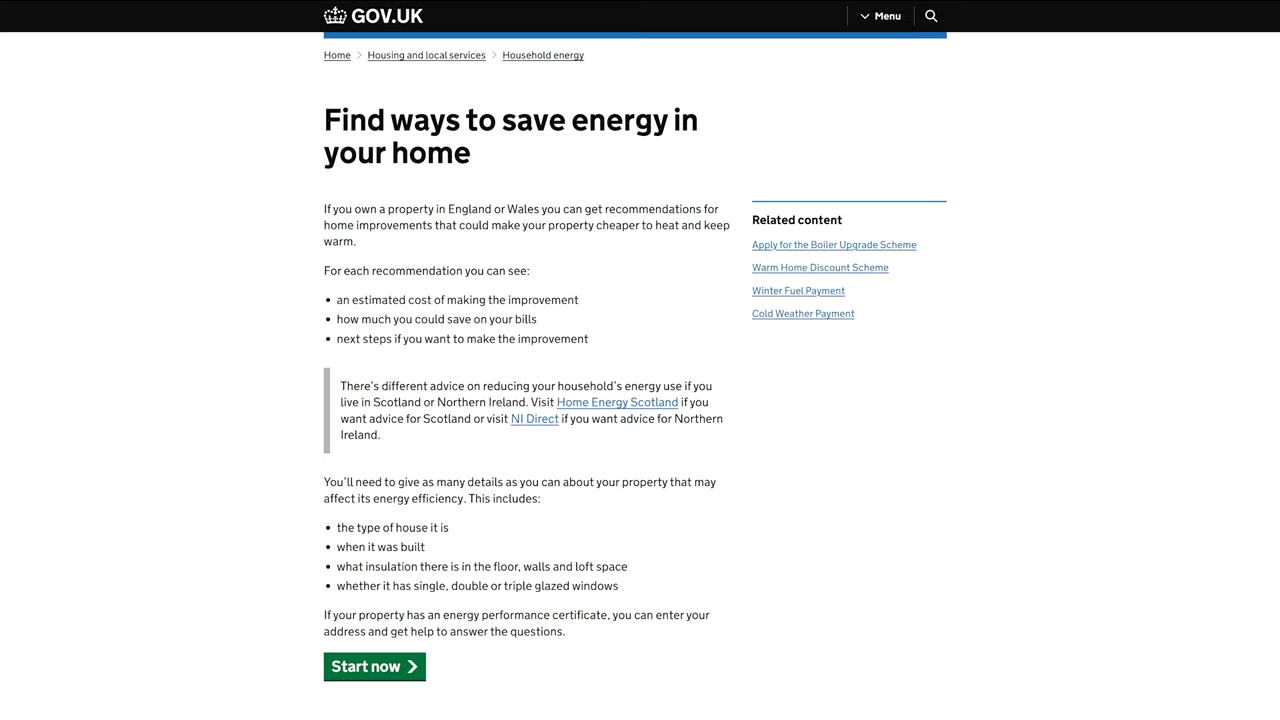 GOV.UK
Menu
Home
Housing and local services
Household energy
Find ways to save energy in
your home
If you own a property in England or Wales you can get recommendations for
home improvements that could make your property cheaper to heat and keep
warm.
For each recommendation you can see:
• an estimated cost of making the improvement
• how much you could save on your bills
• next steps if you want to make the improvement
There's different advice on reducing your household's energy use if you
live in Scotland or Northern Ireland. Visit Home Energy Scotland if you
want advice for Scotland or visit NI Direct if you want advice for Northern
Ireland.
You'll need to give as many details as you can about your property that may
affect its energy efficiency. This includes:
• the type of house it is
• when it was built
• what insulation there is in the floor, walls and loft space
• whether it has single, double or triple glazed windows
If your property has an energy performance certificate, you can enter your
address and get help to answer the questions.
Start now
Related content
Apply for the Boiler Upgrade Scheme
Warm Home Discount Scheme
Winter Fuel Payment
Cold Weather Payment